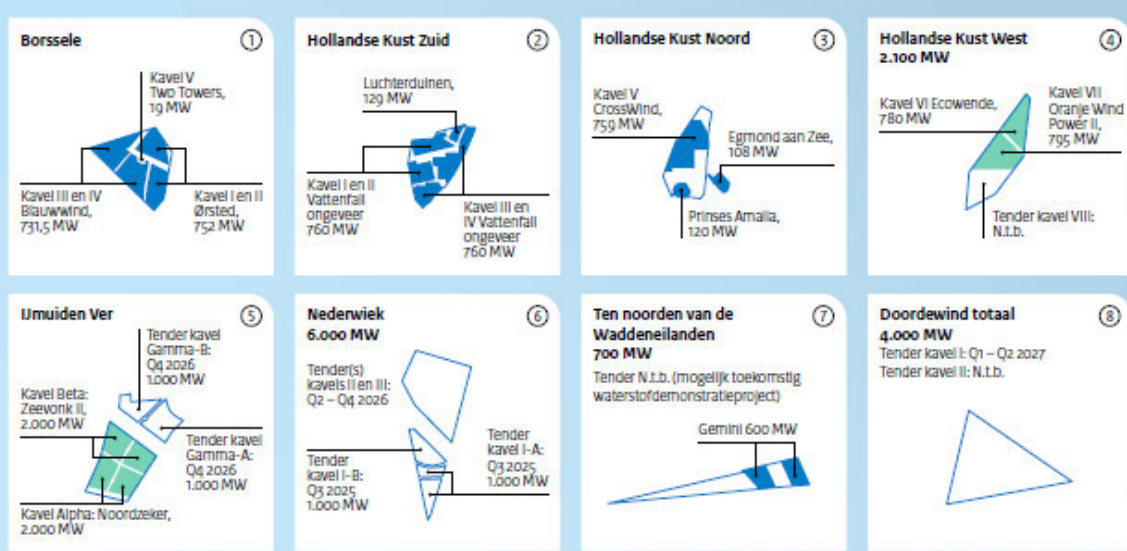 Borssele
1
Kavel V
Two Towers,
19 MW
Kavel III en IV
Blauwwind,
731,5 MW
Kavel I en II
Ørsted,
752 MW
Hollandse Kust Zuid
2
Luchterduinen,
129 MW
Kavel I en II
Vattenfall
ongeveer
760 MW
Kavel III en
IV Vattenfall
ongeveer
760 MW
Hollandse Kust Noord
3
Kavel V
CrossWind,
759 MW
Egmond aan Zee,
108 MW
Prinses Amalia,
120 MW
Hollandse Kust West
2.100 MW
4
Kavel VI Ecowende,
780 MW
Kavel VII
Oranje Wind
Power II,
795 MW
Tender kavel VIII:
N.t.b.
IJmuiden Ver
5
Tender kavel
Gamma-B:
Q4 2026
1.000 MW
Kavel Beta:
Zeevonk II,
2.000 MW
Tender kavel
Gamma-A:
Q4 2026
1.000 MW
Kavel Alpha: Noordzeker,
2.000 MW
Nederwiek
6.000 MW
6
Tender(s)
kavels II en III:
Q2 – Q4 2026
Tender
kavel I-B:
Q3 2025
1.000 MW
Tender
kavel I-A:
Q3 2025
1.000 MW
Ten noorden van de
Waddeneilanden
700 MW
7
Tender N.t.b. (mogelijk toekomstig
waterstofdemonstratieproject)
Gemini 600 MW
Doordewind totaal
4.000 MW
8
Tender kavel I: Q1 – Q2 2027
Tender kavel II: N.t.b.